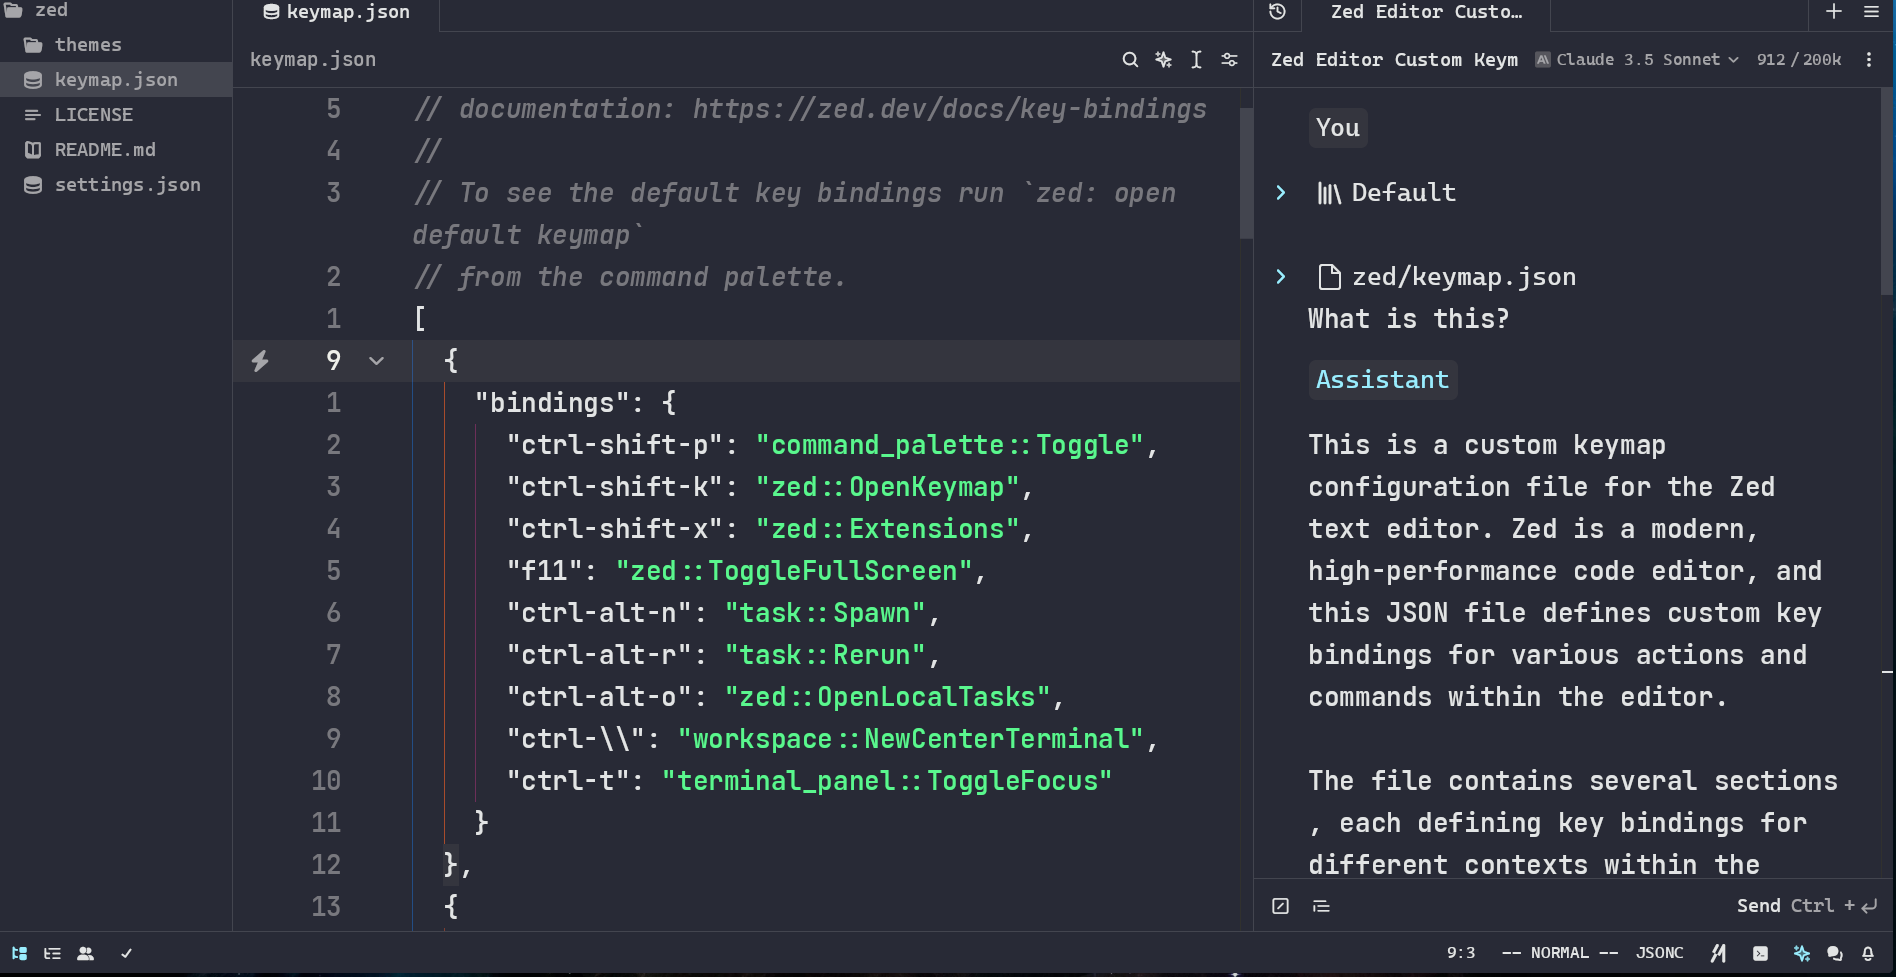 zed
themes
keymap.json
LICENSE
README.md
settings.json
keymap.json
keymap.json
5 // documentation: https://zed.dev/docs/key-bindings
4 //
3 // To see the default key bindings run `zed: open
default keymap`
2 // from the command palette.
1 [
9 {
1 "bindings": {
2 "ctrl-shift-p": "command_palette::Toggle",
3 "ctrl-shift-k": "zed::OpenKeymap",
4 "ctrl-shift-x": "zed::Extensions",
5 "f11": "zed::ToggleFullScreen",
6 "ctrl-alt-n": "task::Spawn",
7 "ctrl-alt-r": "task::Rerun",
8 "ctrl-alt-o": "zed::OpenLocalTasks",
9 "ctrl-\\": "workspace::NewCenterTerminal",
10 "ctrl-t": "terminal_panel::ToggleFocus"
11 }
12 },
13 {
Zed Editor Custo…
Zed Editor Custom Keym Claude 3.5 Sonnet 912/200k
You
Default
zed/keymap.json
What is this?
Assistant
This is a custom keymap
configuration file for the Zed
text editor. Zed is a modern,
high-performance code editor, and
this JSON file defines custom key
bindings for various actions and
commands within the editor.
The file contains several sections
, each defining key bindings for
different contexts within the
Send Ctrl +
9:3 -- NORMAL -- JSONC